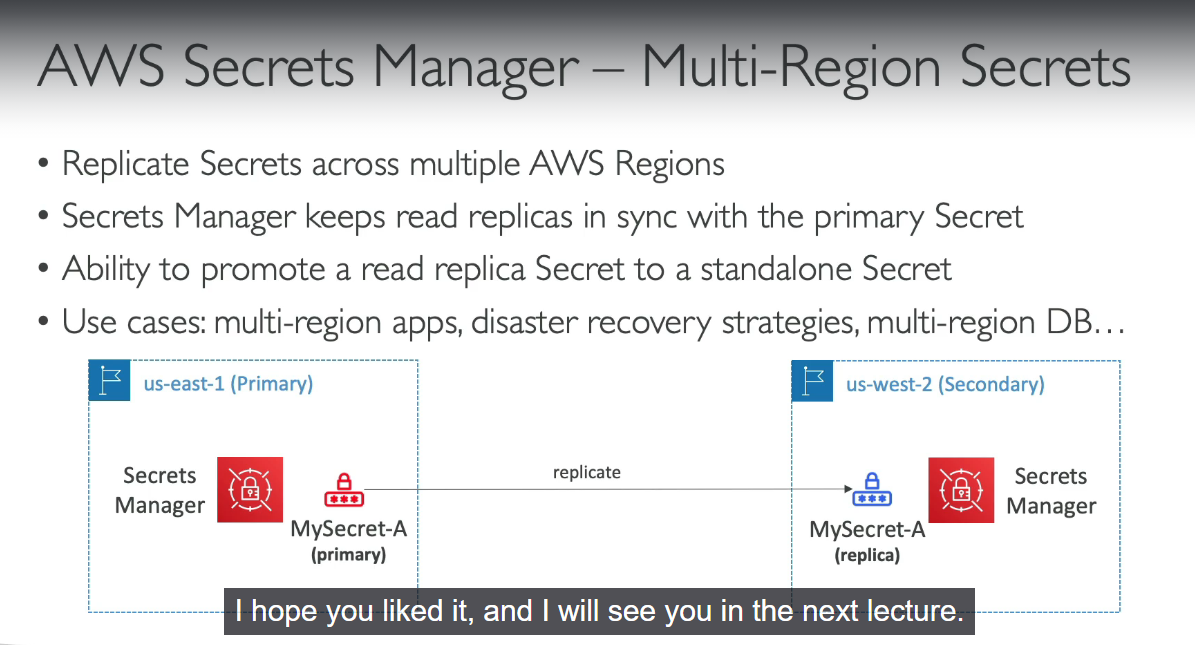 AWS Secrets Manager – Multi-Region Secrets
• Replicate Secrets across multiple AWS Regions
• Secrets Manager keeps read replicas in sync with the primary Secret
• Ability to promote a read replica Secret to a standalone Secret
• Use cases: multi-region apps, disaster recovery strategies, multi-region DB…
us-east-1 (Primary)
Secrets
Manager
***
MySecret-A
(primary)
replicate
us-west-2 (Secondary)
***
MySecret-A
(replica)
Secrets
Manager
I hope you liked it, and I will see you in the next lecture.